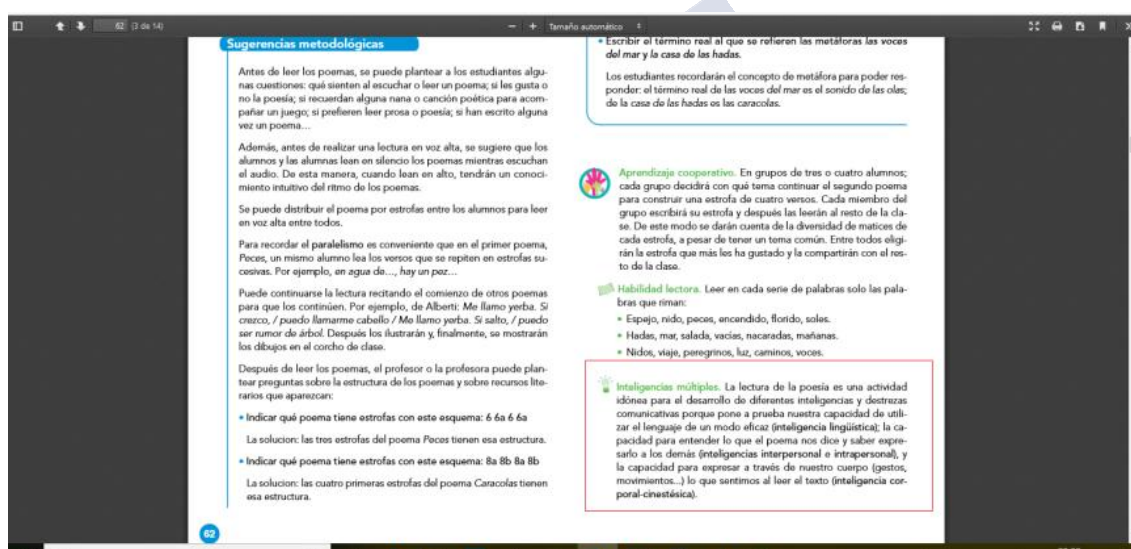 62 (3 de 14)
Tamaño automático
Sugerencias metodológicas
Antes de leer los poemas, se puede plantear a los estudiantes algu-
nas cuestiones: qué sienten al escuchar o leer un poema; si les gusta o
no la poesía; si recuerdan alguna nana o canción poética para acom-
pañar un juego; si prefieren leer prosa o poesía; si han escrito alguna
vez un poema…
Además, antes de realizar una lectura en voz alta, se sugiere que los
alumnos y las alumnas lean en silencio los poemas mientras escuchan
el audio. De esta manera, cuando lean en alto, tendrán un conoci-
miento intuitivo del ritmo de los poemas.
Se puede distribuir el poema por estrofas entre los alumnos para leer
en voz alta entre todos.
Para recordar el paralelismo es conveniente que en el primer poema,
Peces, un mismo alumno lea los versos que se repiten en estrofas su-
cesivas. Por ejemplo, en agua de…, hay un pez…
Puede continuarse la lectura recitando el comienzo de otros poemas
para que los continúen. Por ejemplo, de Alberti: Me llamo yerba. Si
crezco, / puedo llamarme cabello / Me llamo yerba. Si salto, / puedo
ser rumor de árbol. Después los ilustrarán y, finalmente, se mostrarán
los dibujos en el corcho de clase.
Después de leer los poemas, el profesor o la profesora puede plan-
tear preguntas sobre la estructura de los poemas y sobre recursos lite-
rarios que aparezcan:
• Indicar qué poema tiene estrofas con este esquema: 6 6a 6 6a
La solucion: las tres estrofas del poema Peces tienen esa estructura.
• Indicar qué poema tiene estrofas con este esquema: 8a 8b 8a 8b
La solucion: las cuatro primeras estrofas del poema Caracolas tienen
esa estructura.
62
• Escribir el término real al que se refieren las metáforas las voces
del mar y la casa de las hadas.
Los estudiantes recordarán el concepto de metáfora para poder res-
ponder: el término real de las voces del mar es el sonido de las olas;
de la casa de las hadas es las caracolas.
Aprendizaje cooperativo. En grupos de tres o cuatro alumnos;
cada grupo decidirá con qué tema continuar el segundo poema
para construir una estrofa de cuatro versos. Cada miembro del
grupo escribirá su estrofa y después las leerán al resto de la cla-
se. De este modo se darán cuenta de la diversidad de matices de
cada estrofa, a pesar de tener un tema común. Entre todos eligi-
rán la estrofa que más les ha gustado y la compartirán con el res-
to de la clase.
Habilidad lectora. Leer en cada serie de palabras solo las pala-
bras que riman:
• Espejo, nido, peces, encendido, florido, soles.
• Hadas, mar, salada, vacías, nacaradas, mañanas.
• Nidos, viaje, peregrinos, luz, caminos, voces.
Inteligencias múltiples. La lectura de la poesía es una actividad
idónea para el desarrollo de diferentes inteligencias y destrezas
comunicativas porque pone a prueba nuestra capacidad de utili-
zar el lenguaje de un modo eficaz (inteligencia lingüística); la ca-
pacidad para entender lo que el poema nos dice y saber expre-
sarlo a los demás (inteligencias interpersonal e intrapersonal), y
la capacidad para expresar a través de nuestro cuerpo (gestos,
movimientos...) lo que sentimos al leer el texto (inteligencia cor-
poral-cinestésica).